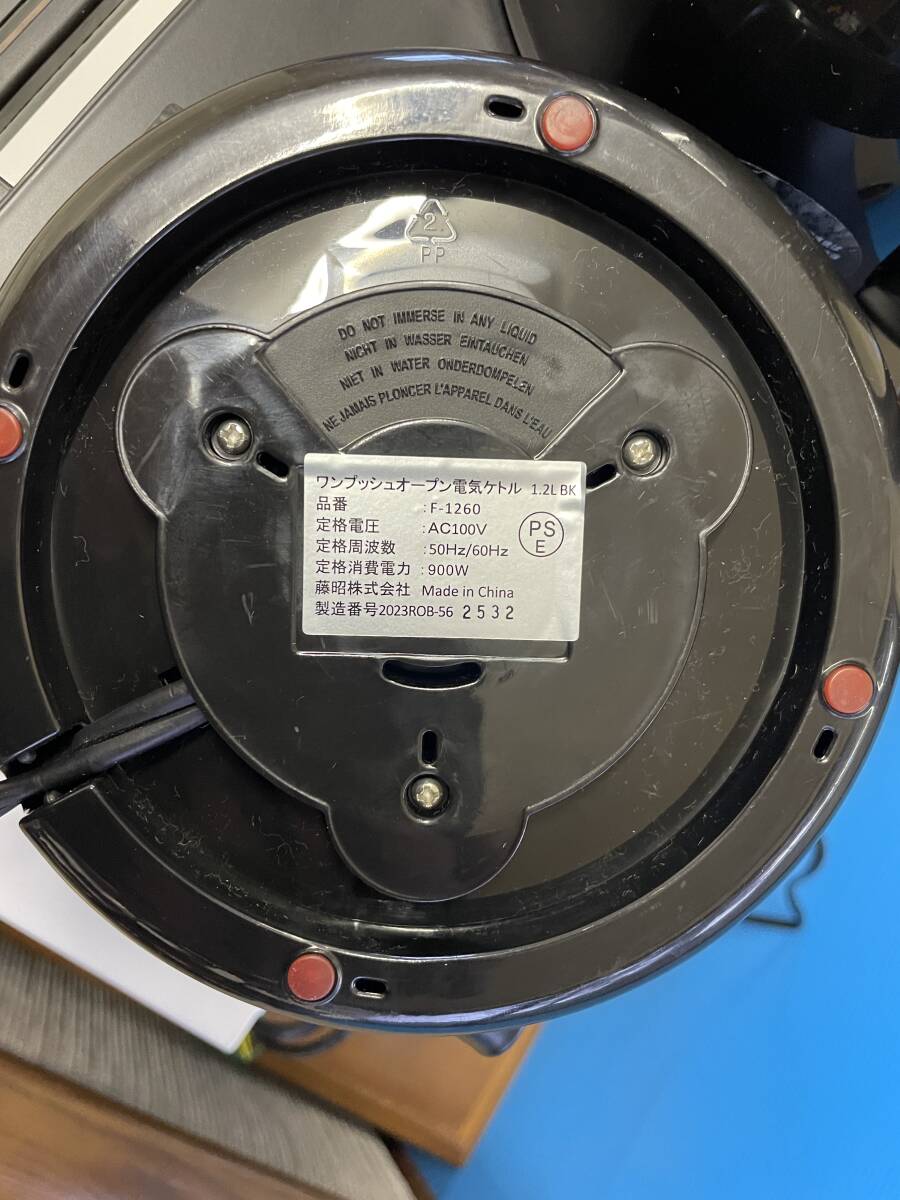 2.
PP
DO NOT IMMERSE IN ANY LIQUID
NICHT IN WASSER EINTAUCHEN
NIET IN WATER ONDERDOMPELEN
NE JAMAIS PLONCER L'APPAREL DANS L'EAU
ワンプッシュオープン電気ケトル 1.2L BK
品番 :F-1260
定格電圧 :AC100V
定格周波数 :50Hz/60Hz
定格消費電力 :900W
藤昭株式会社 Made in China
製造番号2023ROB-56 2532
PS
E